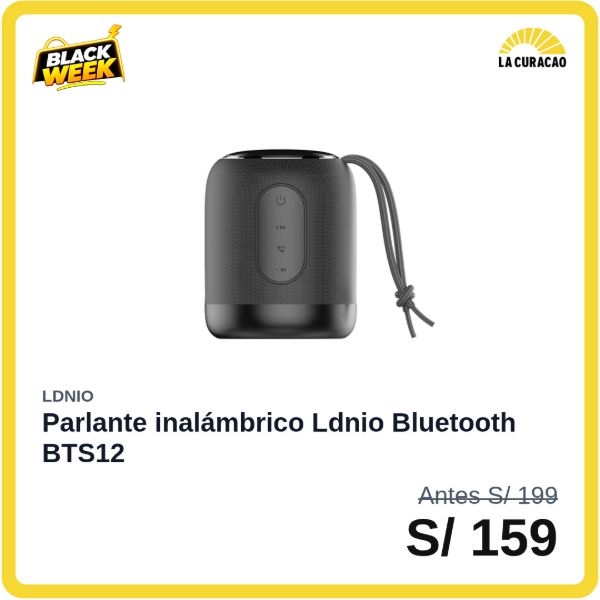 BLACK
WEEK
LA CURACAO
LDNIO
Parlante inalámbrico Ldnio Bluetooth
BTS12
Antes S/ 199
S/ 159